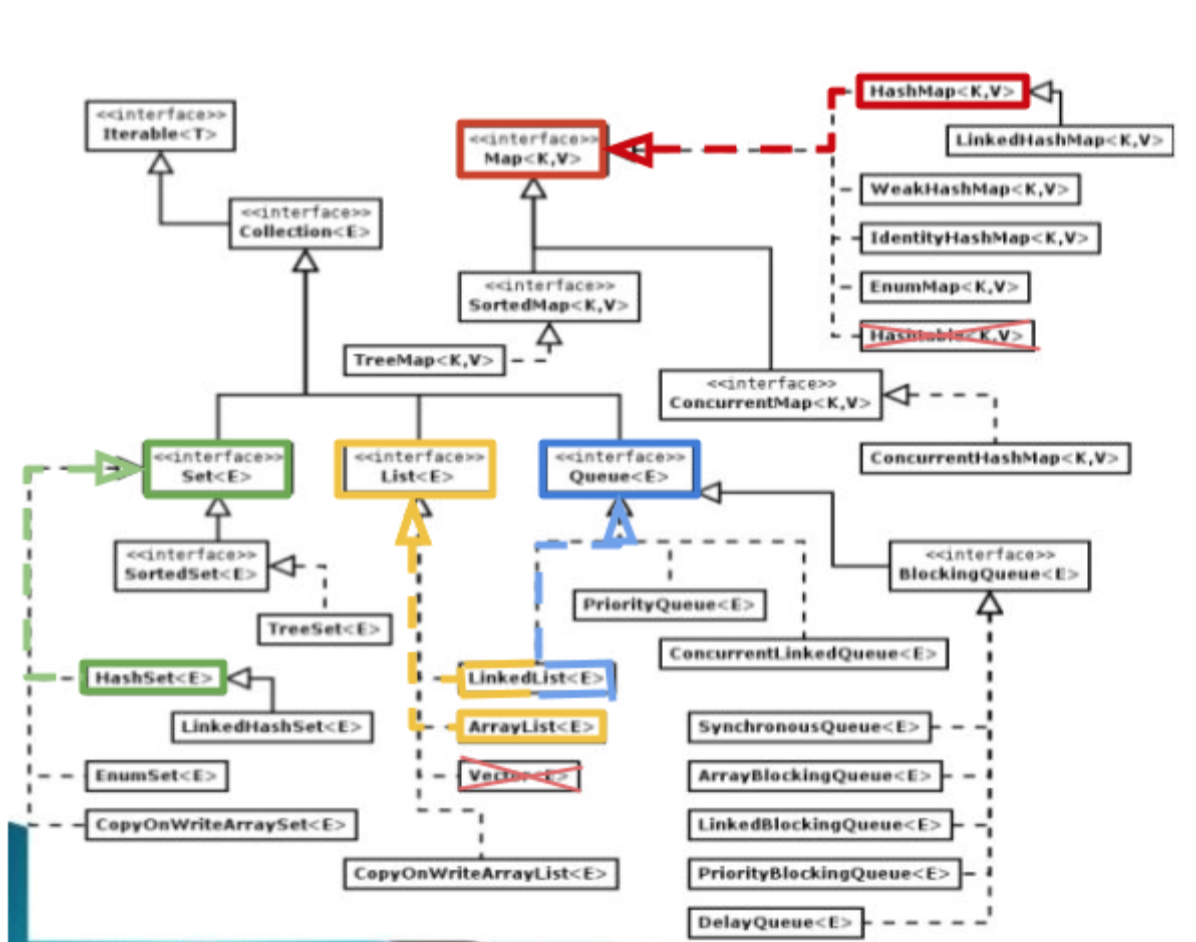 <<interface>>
Iterable<T>
<<interface>>
Collection<E>
<<interface>>
Map<K,V>
HashMap<K,V>
LinkedHashMap<K,V>
WeakHashMap<K,V>
IdentityHashMap<K,V>
EnumMap<K,V>
Hashtable<K,V>
<<interface>>
SortedMap<K,V>
TreeMap<K,V>
<<interface>>
ConcurrentMap<K,V>
ConcurrentHashMap<K,V>
<<interface>>
Set<E>
<<interface>>
List<E>
<<interface>>
Queue<E>
<<interface>>
SortedSet<E>
TreeSet<E>
<<interface>>
BlockingQueue<E>
PriorityQueue<E>
ConcurrentLinkedQueue<E>
HashSet<E>
LinkedHashSet<E>
EnumSet<E>
CopyOnWriteArraySet<E>
LinkedList<E>
ArrayList<E>
Vector<E>
CopyOnWriteArrayList<E>
SynchronousQueue<E>
ArrayBlockingQueue<E>
LinkedBlockingQueue<E>
PriorityBlockingQueue<E>
DelayQueue<E>